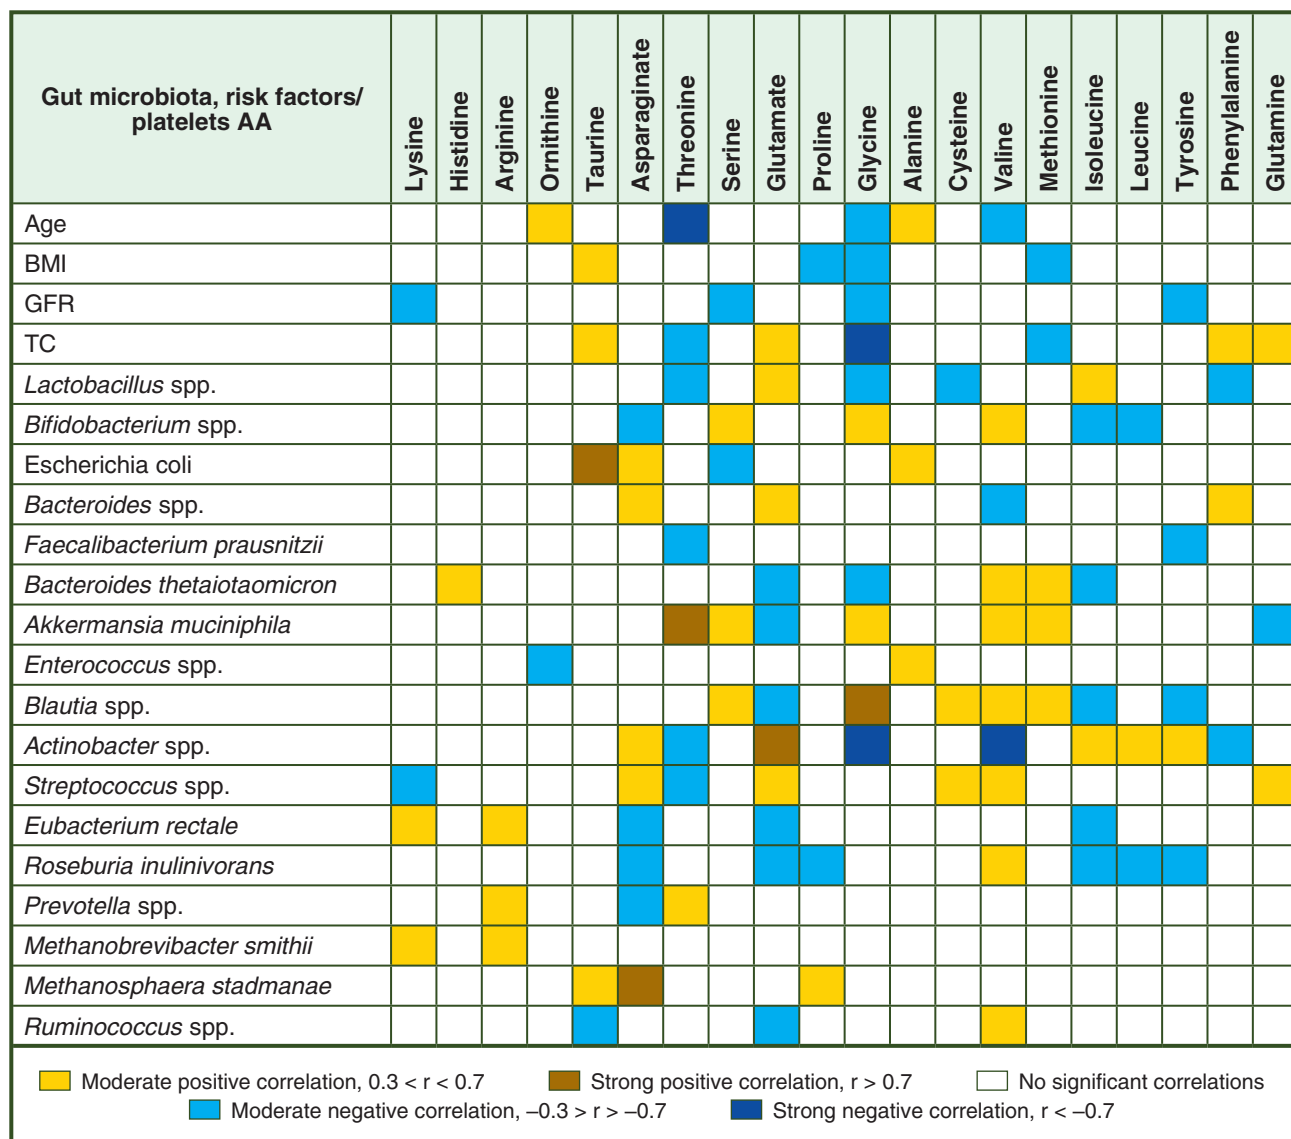 Gut microbiota, risk factors/
platelets AA
Lysine
Histidine
Arginine
Ornithine
Taurine
Asparaginate
Threonine
Serine
Glutamate
Proline
Glycine
Alanine
Cysteine
Valine
Methionine
Isoleucine
Leucine
Tyrosine
Phenylalanine
Glutamine
Age
BMI
GFR
TC
Lactobacillus spp.
Bifidobacterium spp.
Escherichia coli
Bacteroides spp.
Faecalibacterium prausnitzii
Bacteroides thetaiotaomicron
Akkermansia muciniphila
Enterococcus spp.
Blautia spp.
Actinobacter spp.
Streptococcus spp.
Eubacterium rectale
Roseburia inulinivorans
Prevotella spp.
Methanobrevibacter smithii
Methanosphaera stadmanae
Ruminococcus spp.
Moderate positive correlation, 0.3 < r < 0.7 Strong positive correlation, r > 0.7 No significant correlations
Moderate negative correlation, –0.3 > r > –0.7 Strong negative correlation, r < –0.7